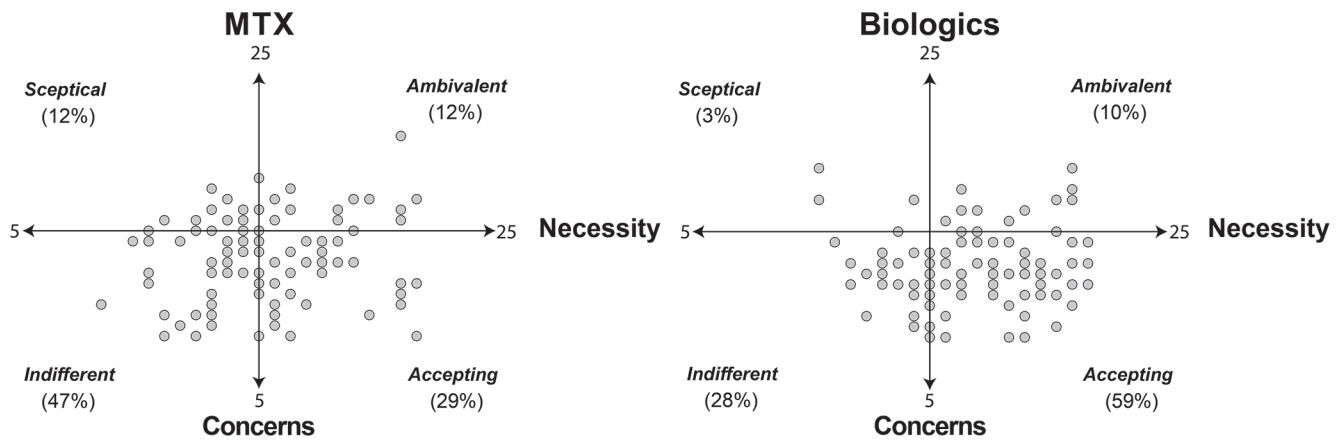 MTX
25
Sceptical
(12%)
Ambivalent
(12%)
5
25
Necessity
Indifferent
(47%)
Accepting
(29%)
5
Concerns
Biologics
25
Sceptical
(3%)
Ambivalent
(10%)
5
25
Necessity
Indifferent
(28%)
Accepting
(59%)
5
Concerns